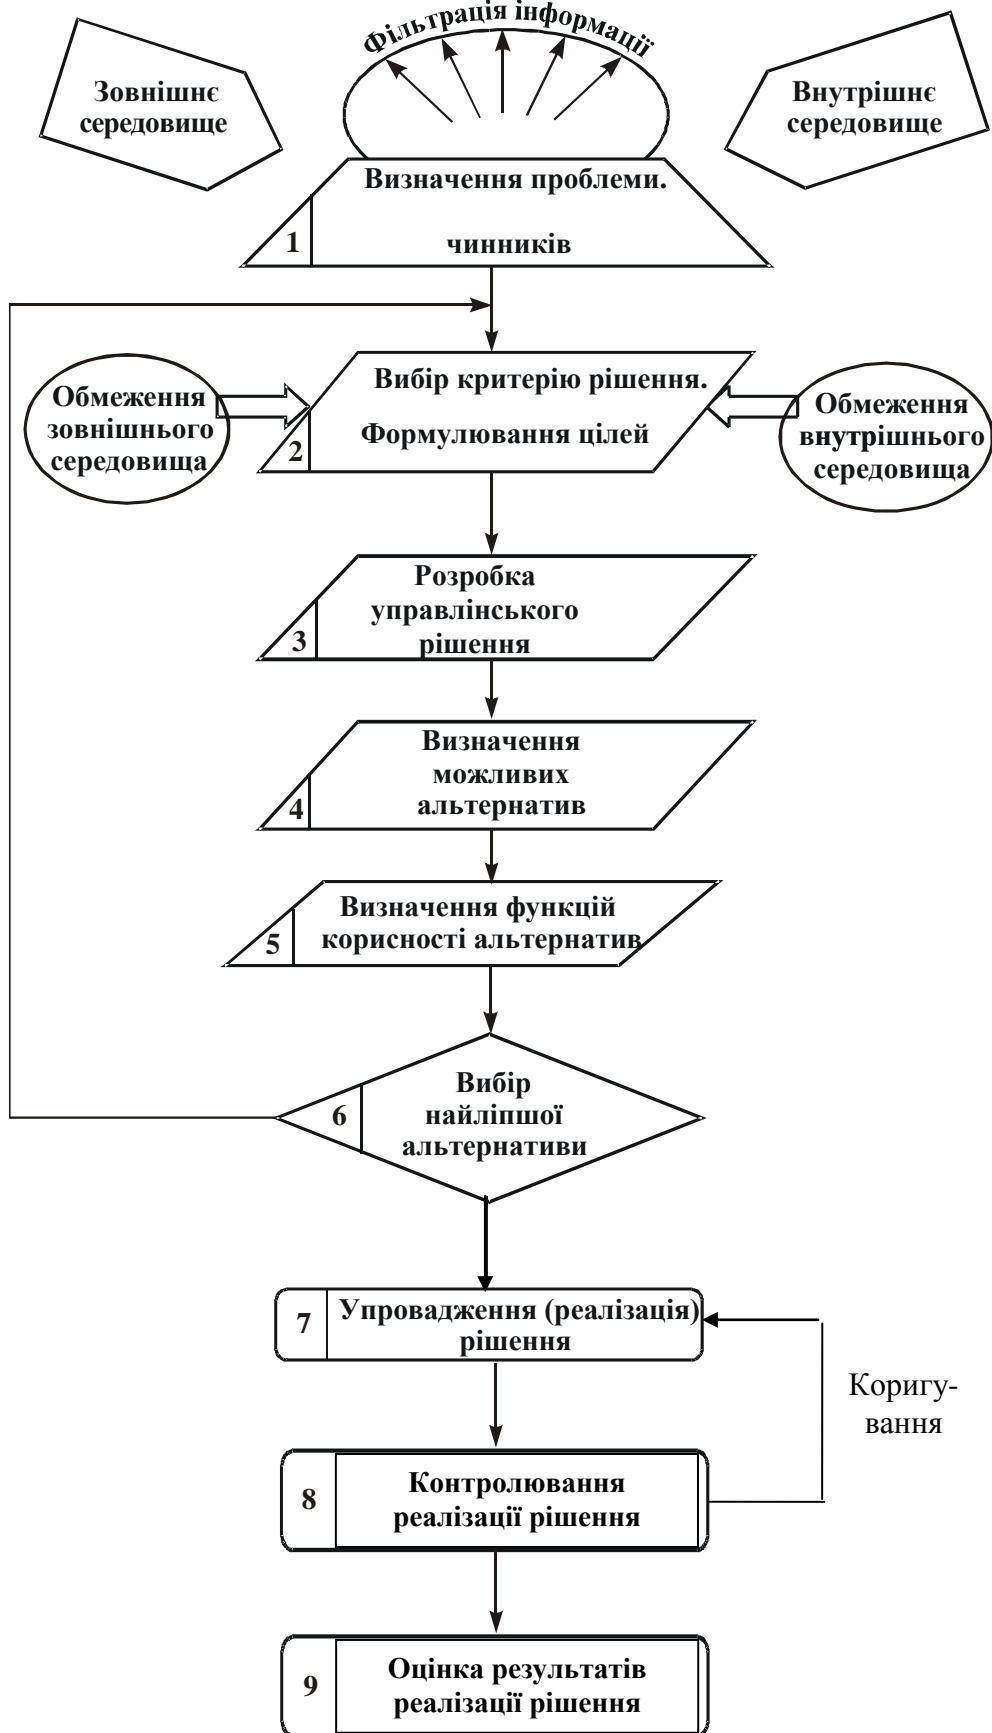 Фільтрація інформації
Зовнішнє
середовище
Внутрішнє
середовище
Визначення проблеми.
1
чинників
Обмеження
зовнішнього
середовища
Вибір критерію рішення.
Формулювання цілей
2
Обмеження
внутрішнього
середовища
Розробка
управлінського
рішення
3
Визначення
можливих
альтернатив
4
Визначення функцій
корисності альтернатив
5
Вибір
найліпшої
альтернативи
6
7
Упровадження (реалізація)
рішення
Коригу-
вання
8
Контролювання
реалізації рішення
9
Оцінка результатів
реалізації рішення